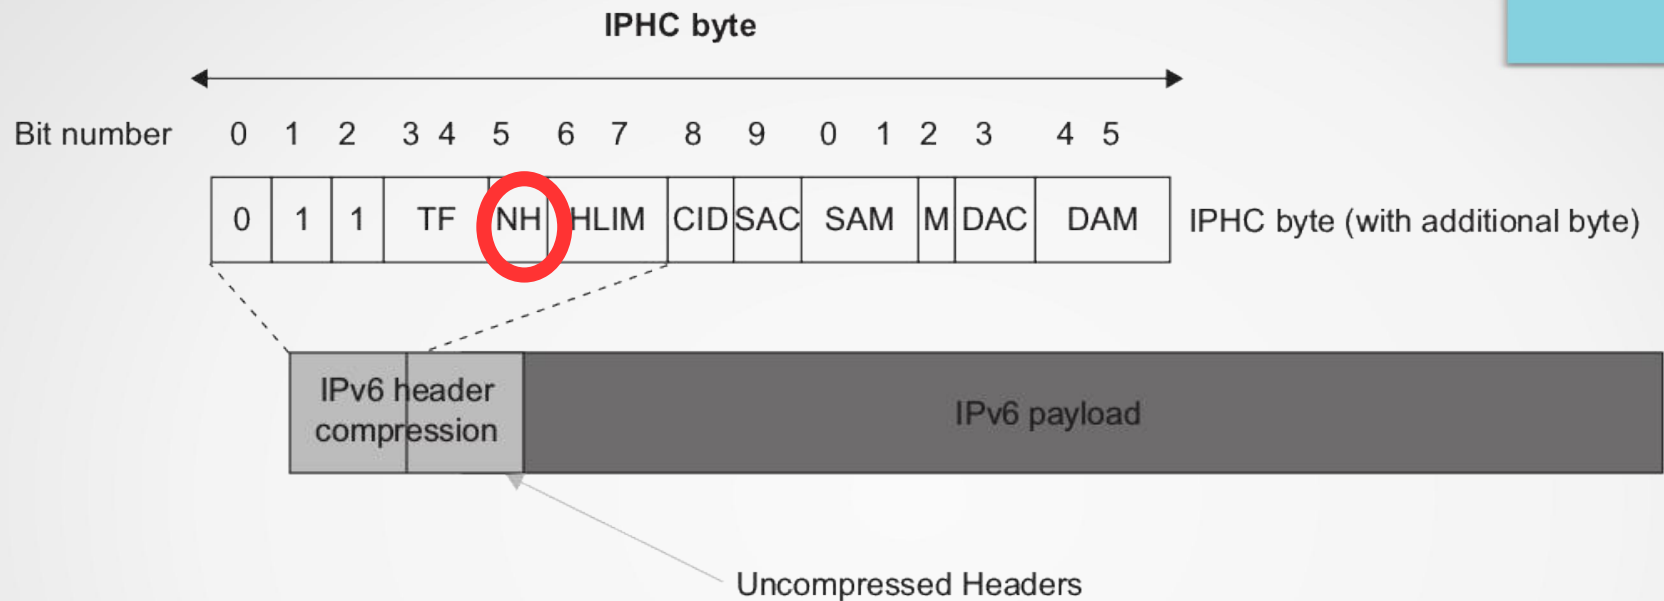 IPHC byte
Bit number 0 1 2 3 4 5 6 7 8 9 0 1 2 3 4 5
0 1 1 TF NH HLIM CID SAC SAM M DAC DAM IPHC byte (with additional byte)
IPv6 header
compression
IPv6 payload
Uncompressed Headers